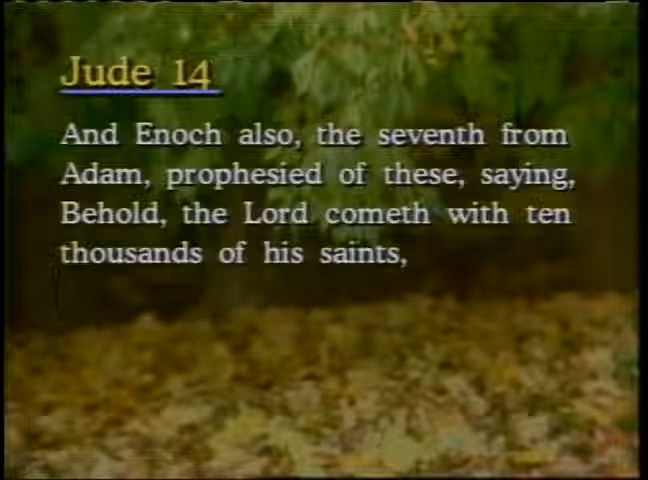 Jude 14
And Enoch also, the seventh from
Adam, prophesied of these, saying,
Behold, the Lord cometh with ten
thousands of his saints,